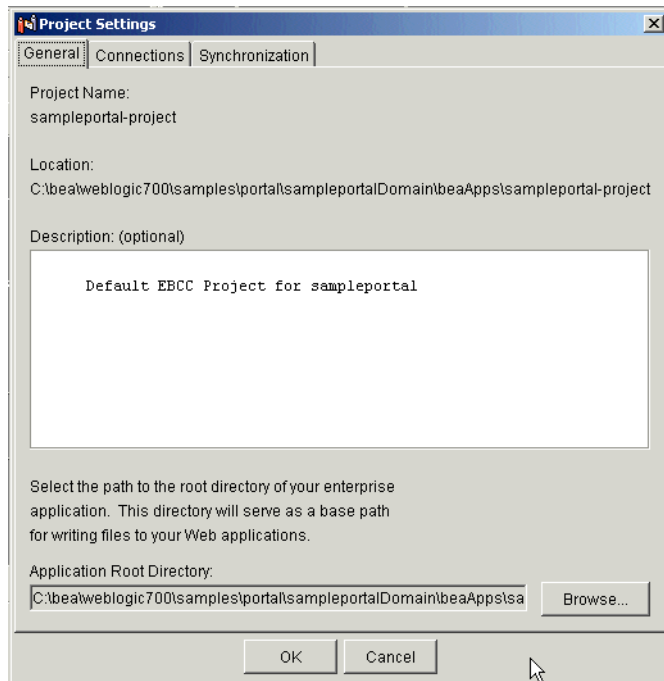 Project Settings
General Connections Synchronization
Project Name:
sampleportal-project
Location:
C:\bea\weblogic700\samples\portal\sampleportalDomain\beaApps\sampleportal-project
Description: (optional)
Default EBCC Project for sampleportal
Select the path to the root directory of your enterprise
application. This directory will serve as a base path
for writing files to your Web applications.
Application Root Directory:
C:\bea\weblogic700\samples\portal\sampleportalDomain\beaApps\sa Browse...
OK Cancel